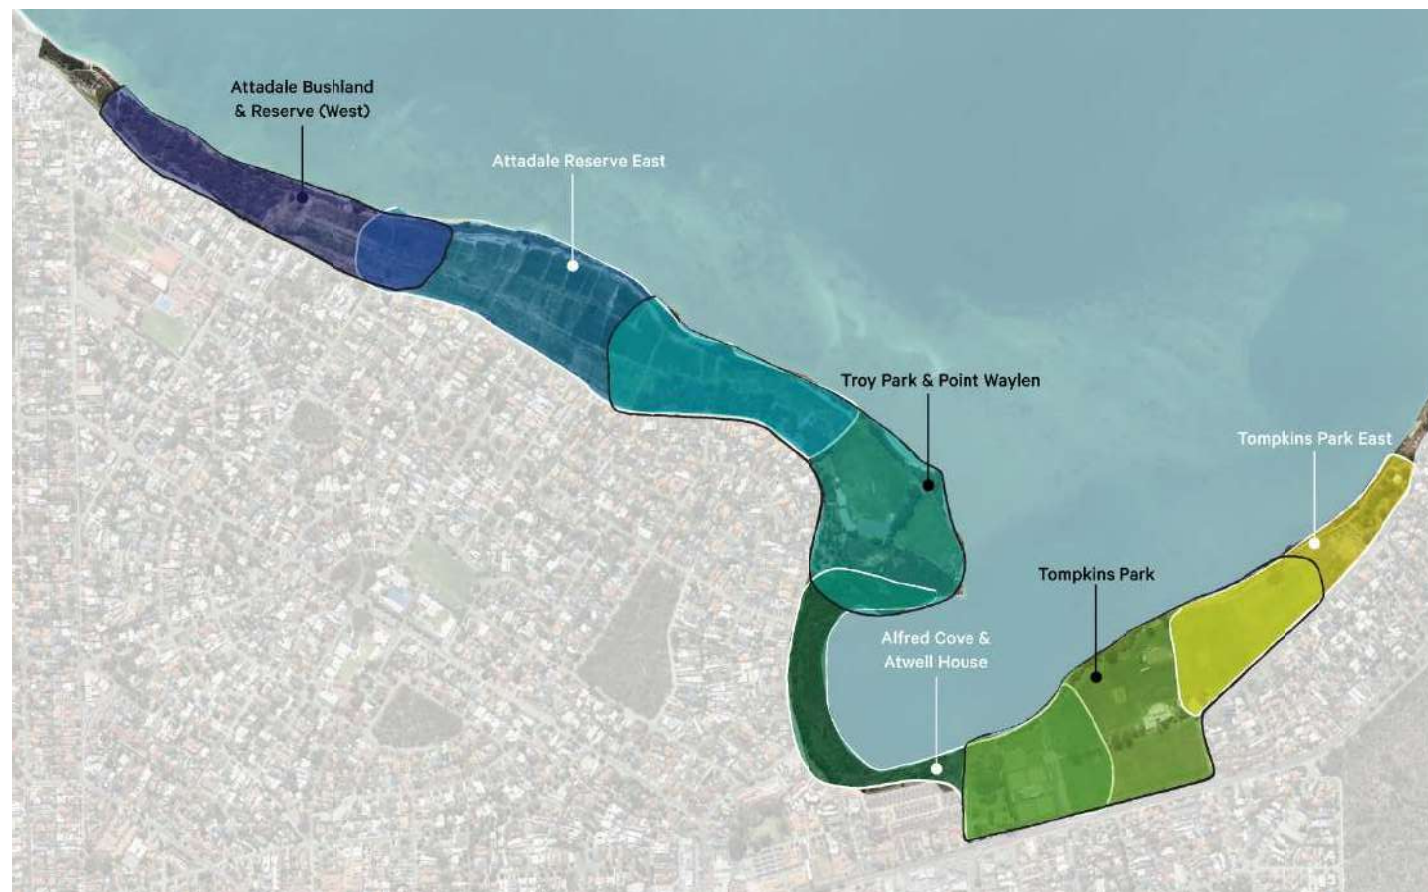 Attadale Bushland
& Reserve (West)
Attadale Reserve East
Troy Park & Point Waylen
Tompkins Park East
Tompkins Park
Alfred Cove &
Atwell House